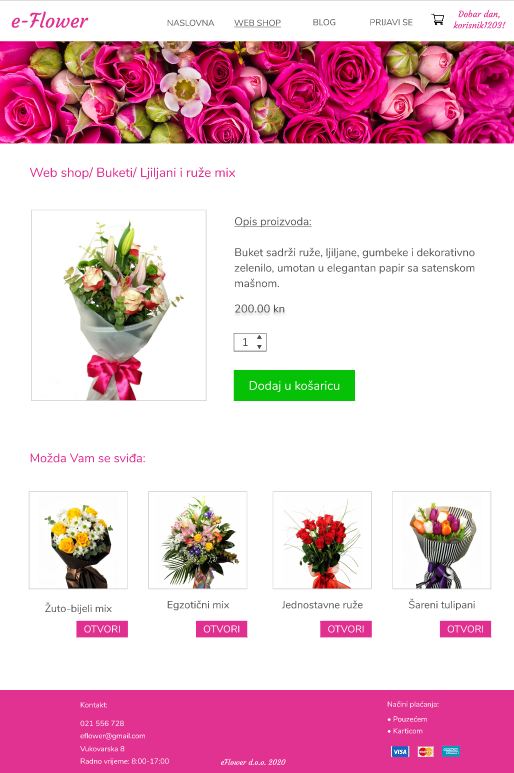 e-Flower
NASLOVNA WEB SHOP BLOG PRIJAVI SE
Dobar dan,
korisnik1203!
Web shop/ Buketi/ Ljiljani i ruže mix
Opis proizvoda:
Buket sadrži ruže, ljiljane, gumbeke i dekorativno
zelenilo, umotan u elegantan papir sa satenskom
mašnom.
200.00 kn
1
Dodaj u košaricu
Možda Vam se sviđa:
Žuto-bijeli mix
OTVORI
Egzotični mix
OTVORI
Jednostavne ruže
OTVORI
Šareni tulipani
OTVORI
Kontakt:
021 556 728
eflower@gmail.com
Vukovarska 8
Radno vrijeme: 8:00-17:00
eFlower d.o.o. 2020
Načini plaćanja:
• Pouzećem
• Karticom
VISA